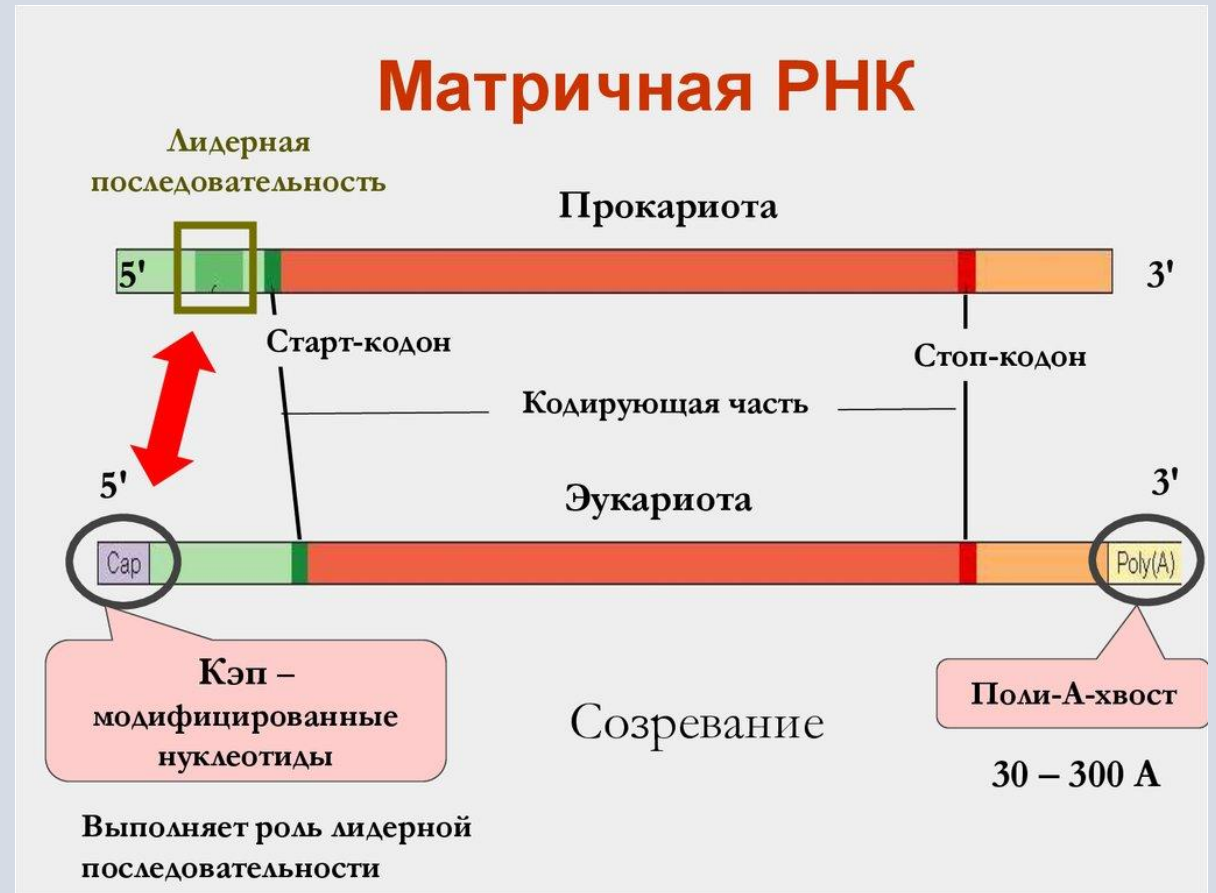 Матричная РНК
Лидерная
последовательность
Прокариота
5'
3'
Старт-кодон
Стоп-кодон
Кодирующая часть
5'
3'
Эукариота
Cap
Poly(A)
Кэп –
модифицированные
нуклеотиды
Созревание
Поли-А-хвост
30 – 300 А
Выполняет роль лидерной
последовательности